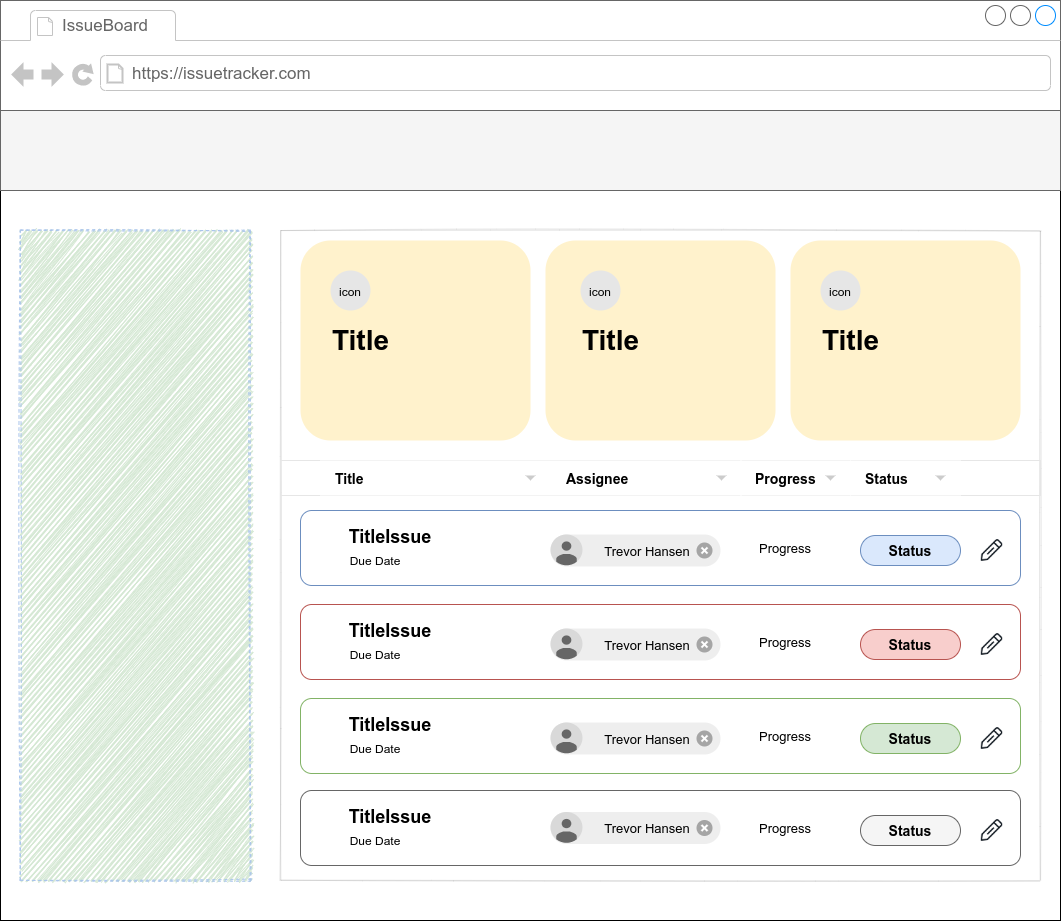 IssueBoard
https://issuetracker.com
icon
icon
icon
Title
Title
Title
Title Assignee Progress Status
TitleIssue
Due Date
Trevor Hansen
Progress
Status
TitleIssue
Due Date
Trevor Hansen
Progress
Status
TitleIssue
Due Date
Trevor Hansen
Progress
Status
TitleIssue
Due Date
Trevor Hansen
Progress
Status